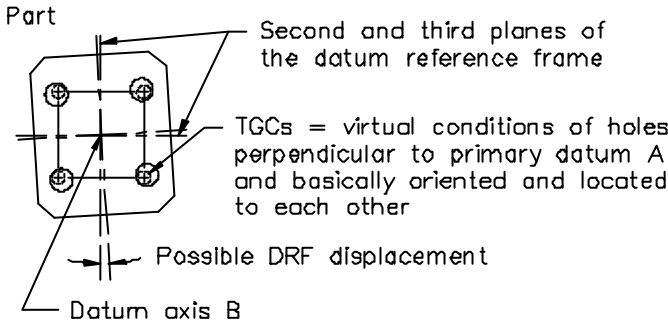 Part
Second and third planes of
the datum reference frame
TGCs = virtual conditions of holes
perpendicular to primary datum A
and basically oriented and located
to each other
Possible DRF displacement
Datum axis B